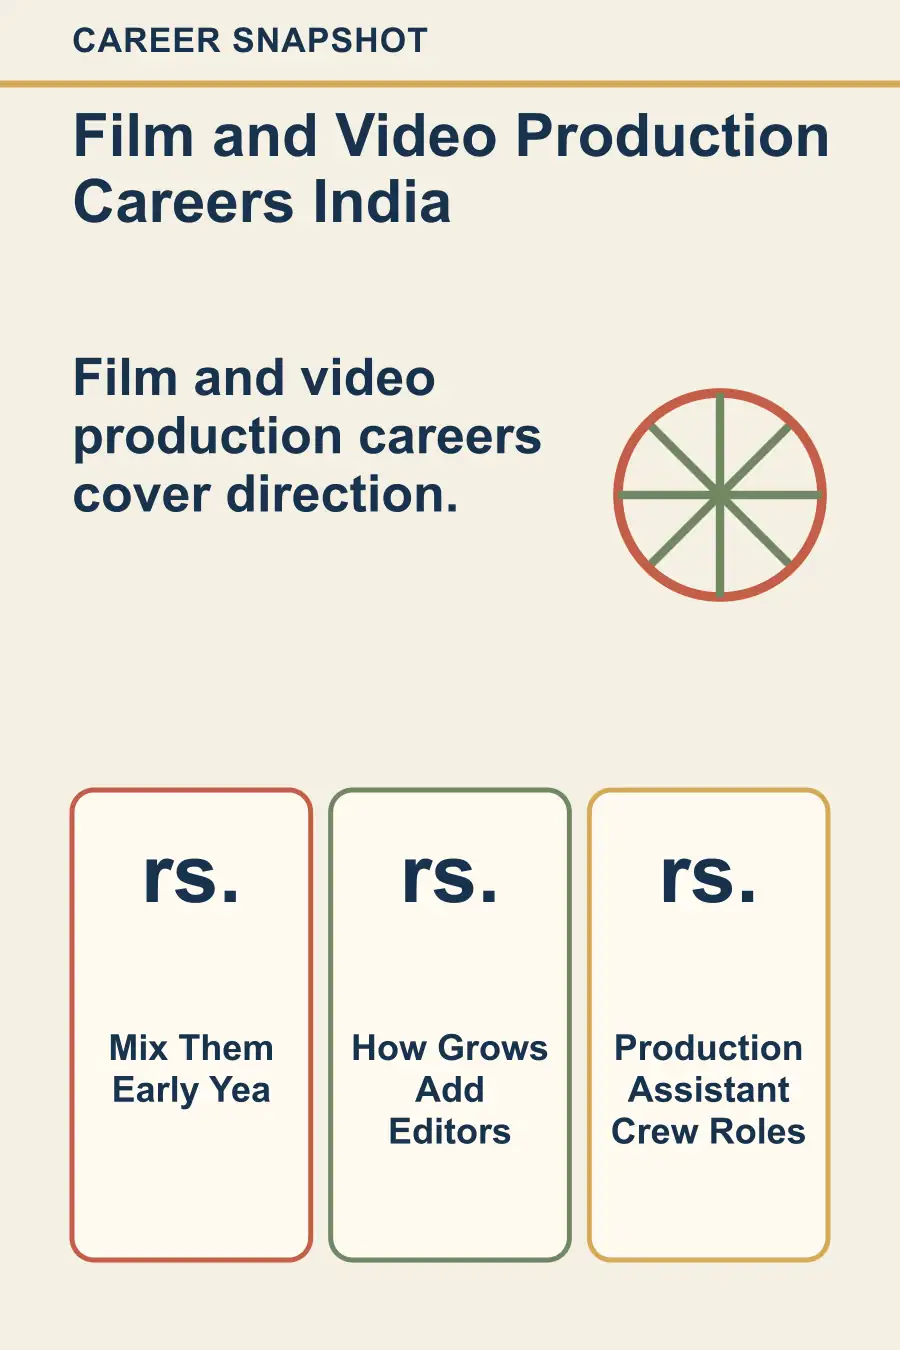 CAREER SNAPSHOT
Film and Video Production
Careers India
Film and video
production careers
cover direction.
rs.
Mix Them
Early Yea
rs.
How Grows
Add
Editors
rs.
Production
Assistant
Crew Roles